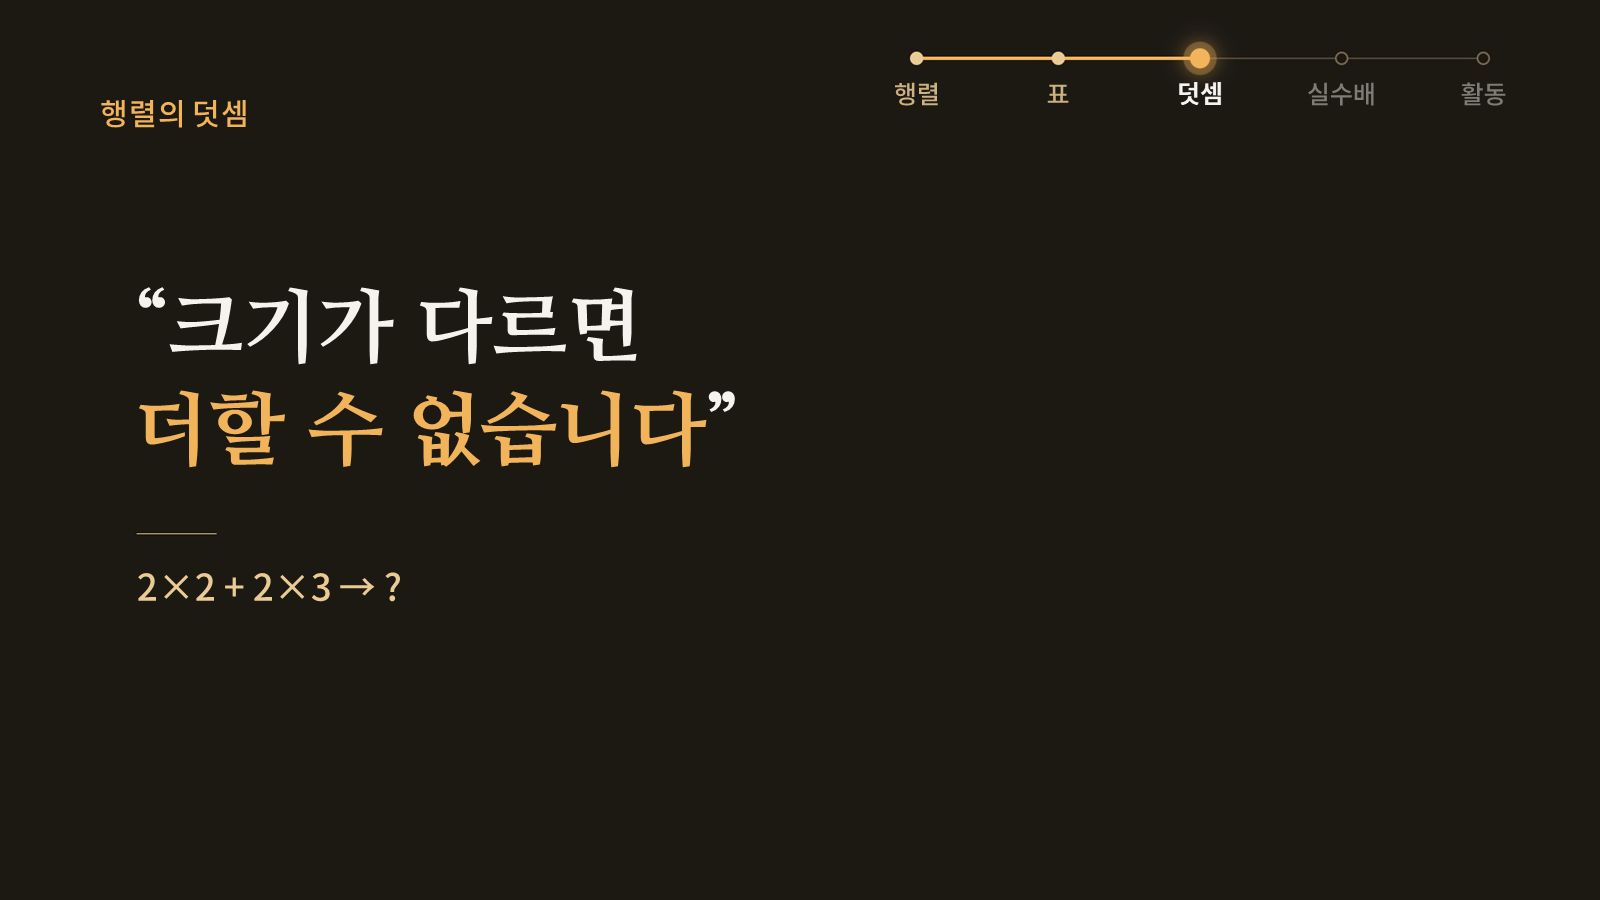 행렬
표
덧셈
실수배
활동
행렬의 덧셈
“크기가 다르면
더할 수 없습니다”
2×2 + 2×3 → ?